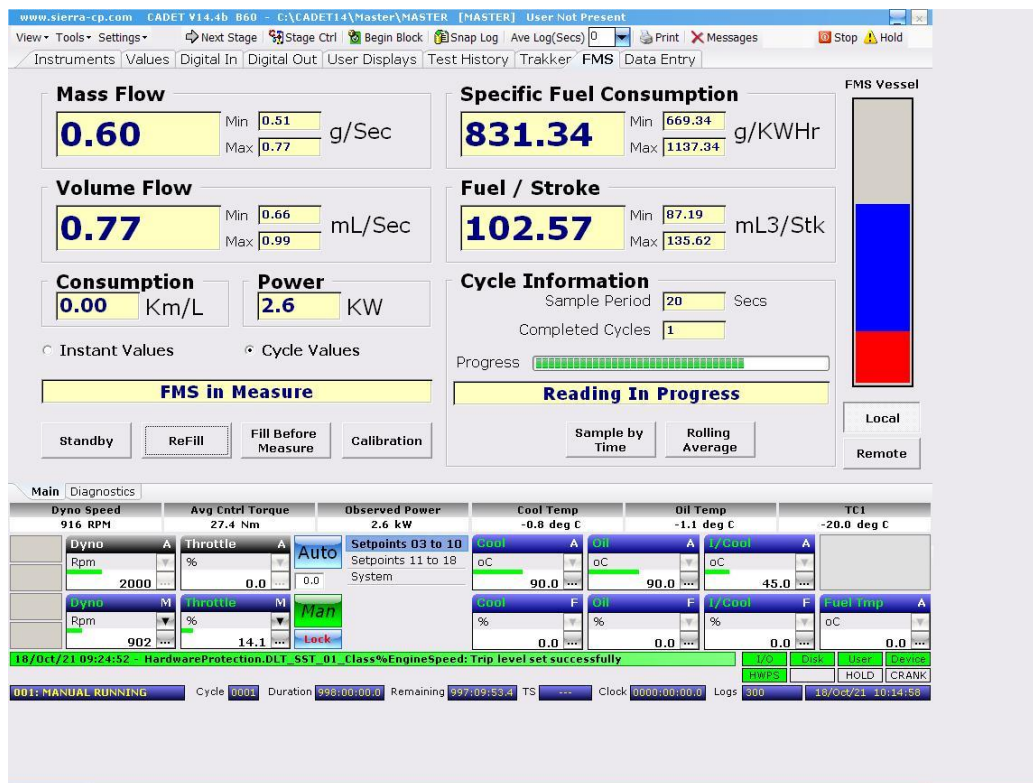 www.sierra-cp.com CADET V14.4b B60 - C:\CADET14\Master\MASTER [MASTER] User Not Present
View Tools Settings Next Stage Stage Ctrl Begin Block Snap Log Ave Log(Secs) 0 Print Messages Stop Hold
Instruments Values Digital In Digital Out User Displays Test History Trakker FMS Data Entry
Mass Flow
0.60
Min 0.51
Max 0.77
g/Sec
Specific Fuel Consumption
831.34
Min 669.34
Max 1137.34
g/KWHr
FMS Vessel
Volume Flow
0.77
Min 0.66
Max 0.99
mL/Sec
Fuel / Stroke
102.57
Min 87.19
Max 135.62
mL3/Stk
Consumption
0.00 Km/L
Power
2.6 KW
Cycle Information
Sample Period 20 Secs
Completed Cycles 1
Instant Values Cycle Values
Progress
FMS in Measure
Reading In Progress
Standby
ReFill
Fill Before
Measure
Calibration
Sample by
Time
Rolling
Average
Local
Remote
Main Diagnostics
Dyno Speed Avg Cntrl Torque Observed Power Cool Temp Oil Temp TC1
916 RPM 27.4 Nm 2.6 kW -0.8 deg C -1.1 deg C -20.0 deg C
Dyno A Throttle A Auto Setpoints 03 to 10 Cool A Oil A I/Cool A
Rpm % Setpoints 11 to 18 oC oC oC
2000 ... 0.0 ... 0.0 System 90.0 ... 90.0 ... 45.0 ...
Dyno M Throttle M Man Cool F Oil F I/Cool F Fuel Tmp A
Rpm % % % % oC
902 ... 14.1 ... Lock 0.0 ... 0.0 ... 0.0 ... 0.0 ...
18/Oct/21 09:24:52 - HardwareProtection.DLT_SST_01_Class%EngineSpeed: Trip level set successfully
I/O Disk User Device
HWPS HOLD CRANK
001: MANUAL RUNNING Cycle 0001 Duration 998:00:00.0 Remaining 997:09:53.4 TS --- Clock 0000:00:00.0 Logs 300 18/Oct/21 10:14:58